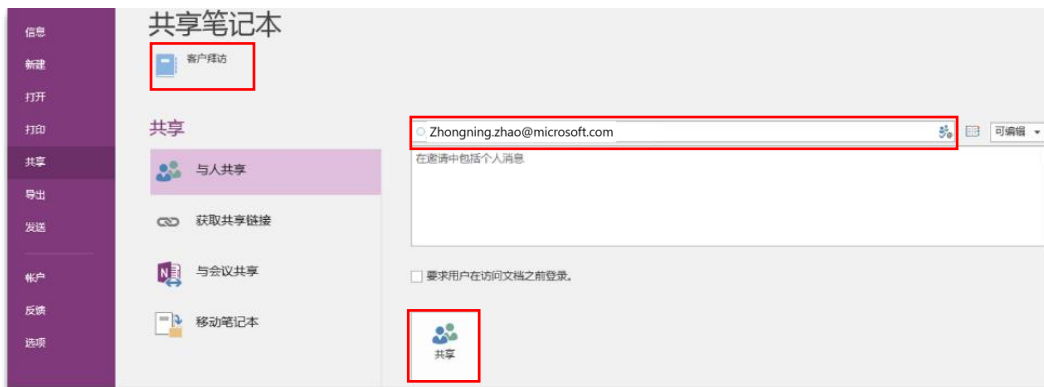 信息
新建
打开
打印
共享
导出
发送
帐户
反馈
选项
共享笔记本
客户拜访
共享
与人共享
获取共享链接
与会议共享
移动笔记本
Zhongning.zhao@microsoft.com
可编辑
在邀请中包括个人消息
要求用户在访问文档之前登录。
共享